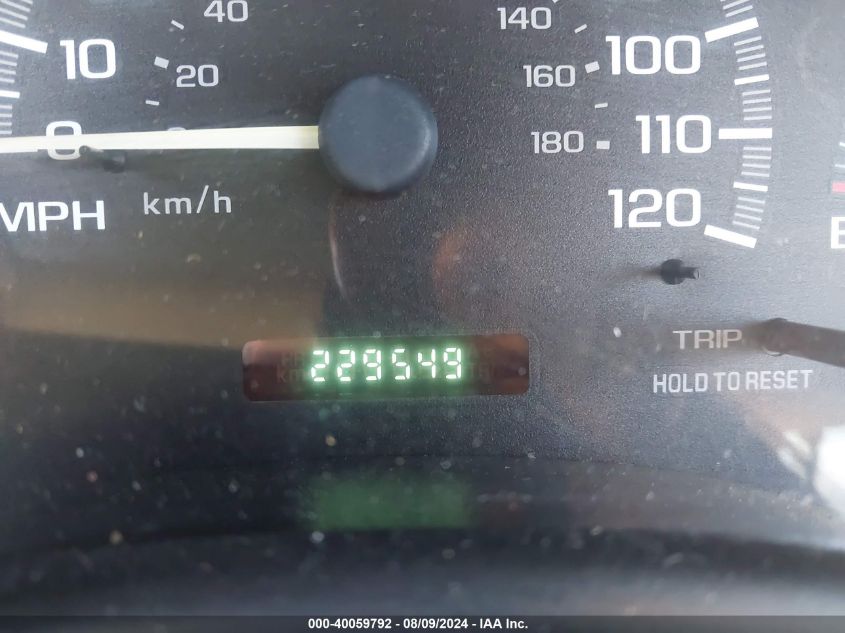 40 140
100
10 20 160
0 180 110
MPH km/h 120
E
229549
TRIP
HOLD TO RESET
000-40059792 - 08/09/2024 - IAA Inc.